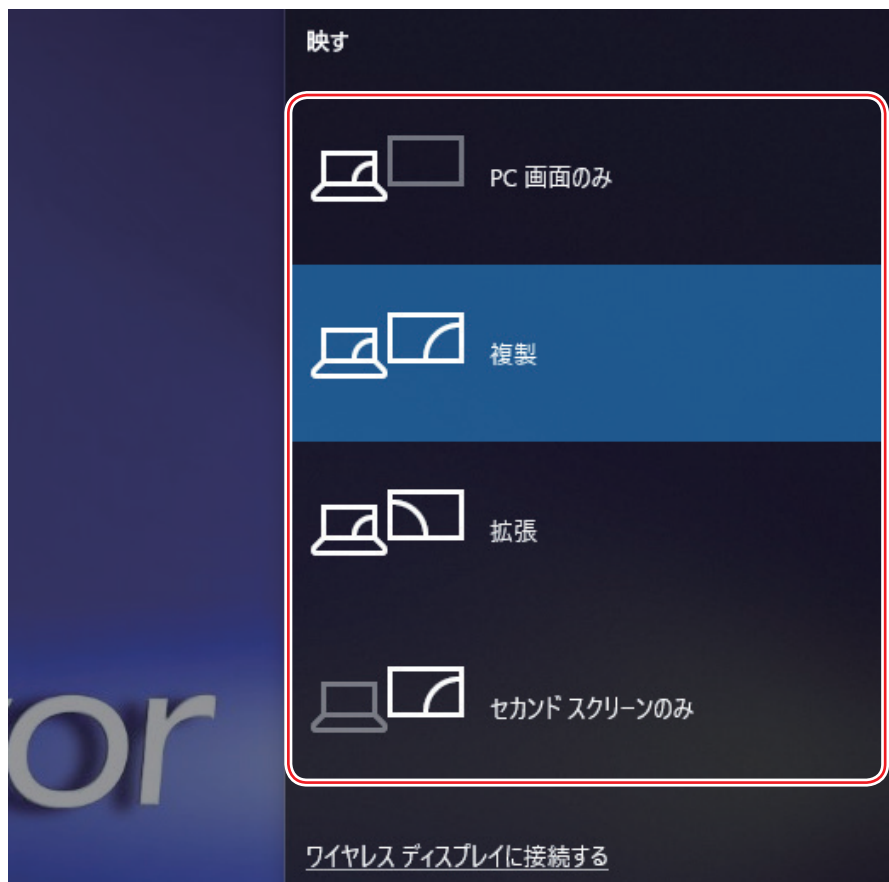 映す
PC 画面のみ
複製
拡張
セカンド スクリーンのみ
or
ワイヤレス ディスプレイに接続する